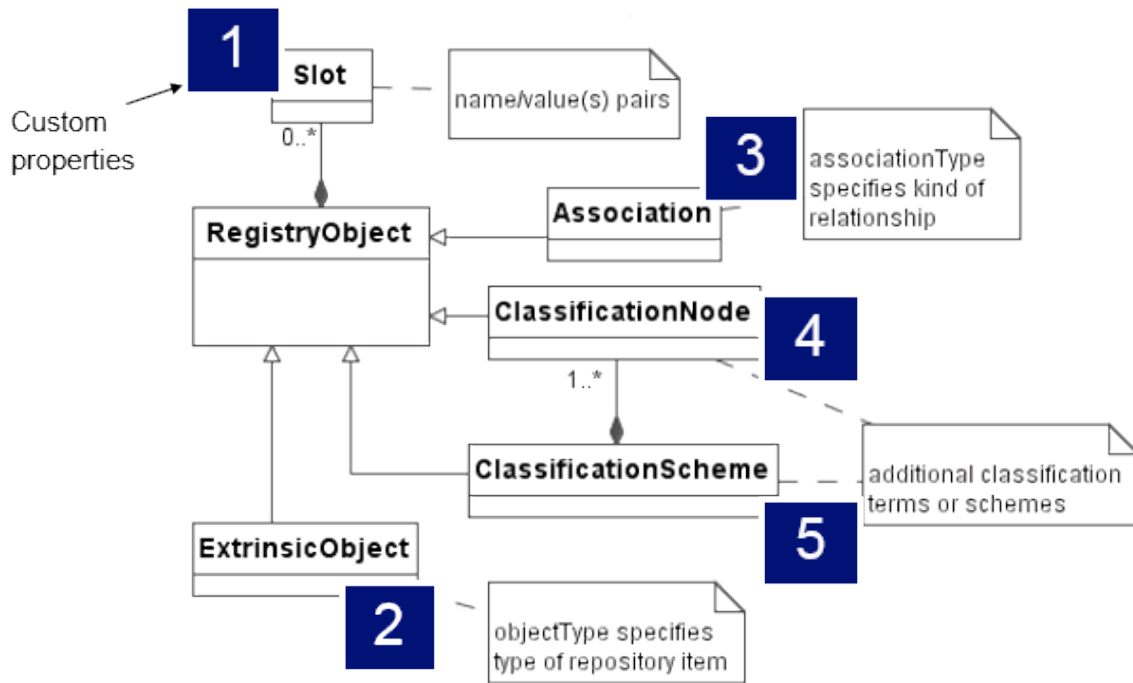 1
Slot
name/value(s) pairs
Custom
properties
0..*
3
associationType
specifies kind of
relationship
Association
RegistryObject
ClassificationNode
4
1..*
ClassificationScheme
additional classification
terms or schemes
5
ExtrinsicObject
2
objectType specifies
type of repository item